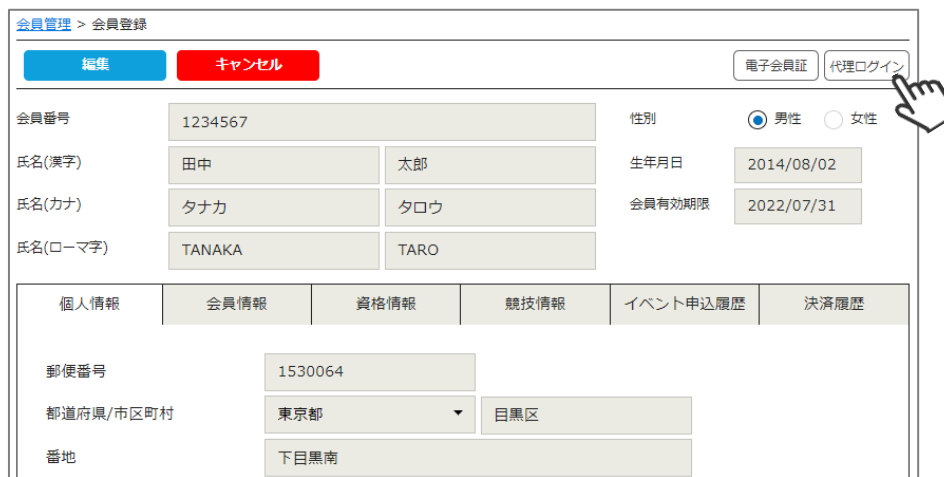 会員管理 > 会員登録
編集 キャンセル 電子会員証 代理ログイン
会員番号 1234567 性別 男性 女性
氏名(漢字) 田中 太郎 生年月日 2014/08/02
氏名(カナ) タナカ タロウ 会員有効期限 2022/07/31
氏名(ローマ字) TANAKA TARO
個人情報 会員情報 資格情報 競技情報 イベント申込履歴 決済履歴
郵便番号 1530064
都道府県/市区町村 東京都 目黒区
番地 下目黒南